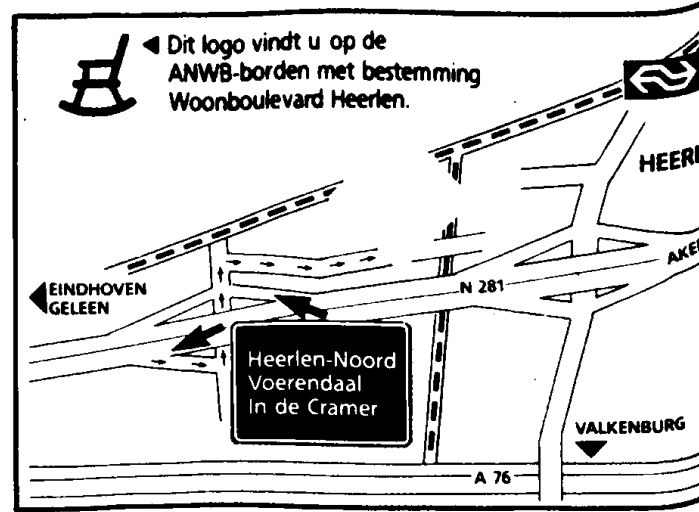 Dit logo vindt u op de
ANWB-borden met bestemming
Woonboulevard Heerlen.
EINDHOVEN
GELEEN
N 281
Heerlen-Noord
Voerendaal
In de Cramer
VALKENBURG
A 76